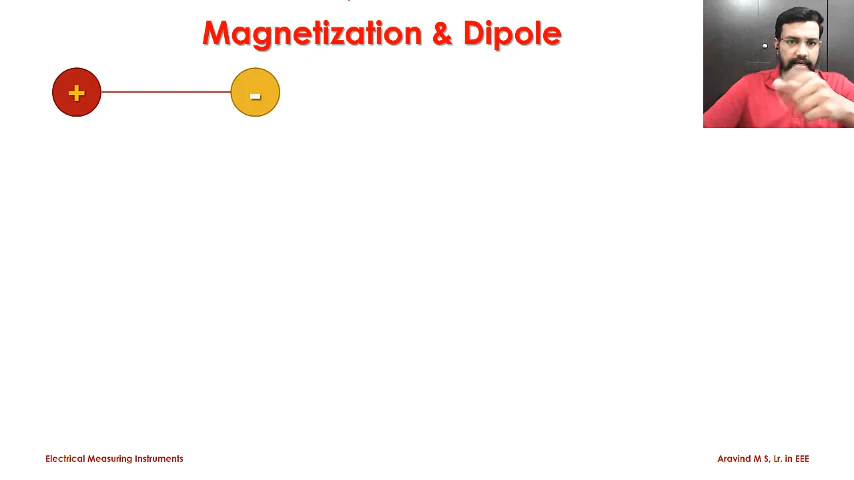 Magnetization & Dipole
+ -
Electrical Measuring Instruments
Aravind M S, Lr. in EEE